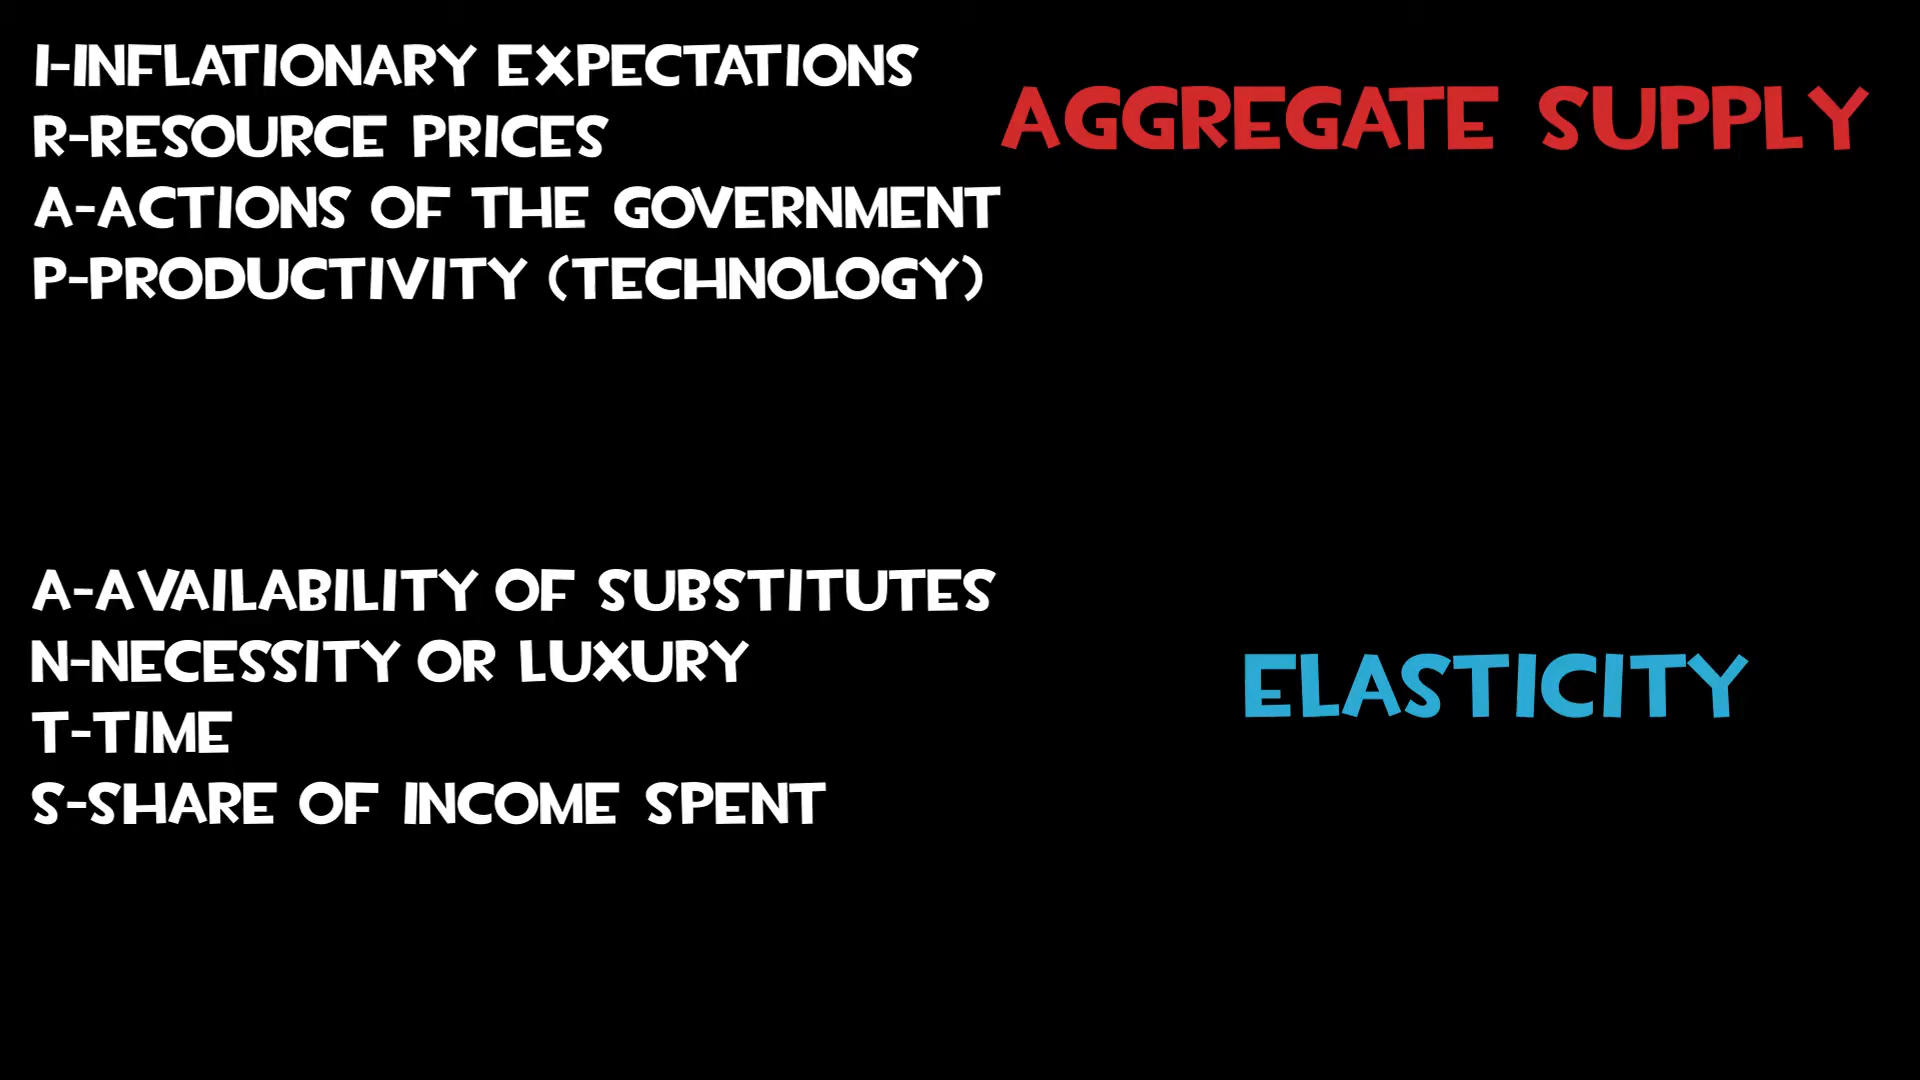 I-INFLATIONARY EXPECTATIONS
R-RESOURCE PRICES
A-ACTIONS OF THE GOVERNMENT
P-PRODUCTIVITY (TECHNOLOGY)
AGGREGATE SUPPLY
A-AVAILABILITY OF SUBSTITUTES
N-NECESSITY OR LUXURY
T-TIME
S-SHARE OF INCOME SPENT
ELASTICITY